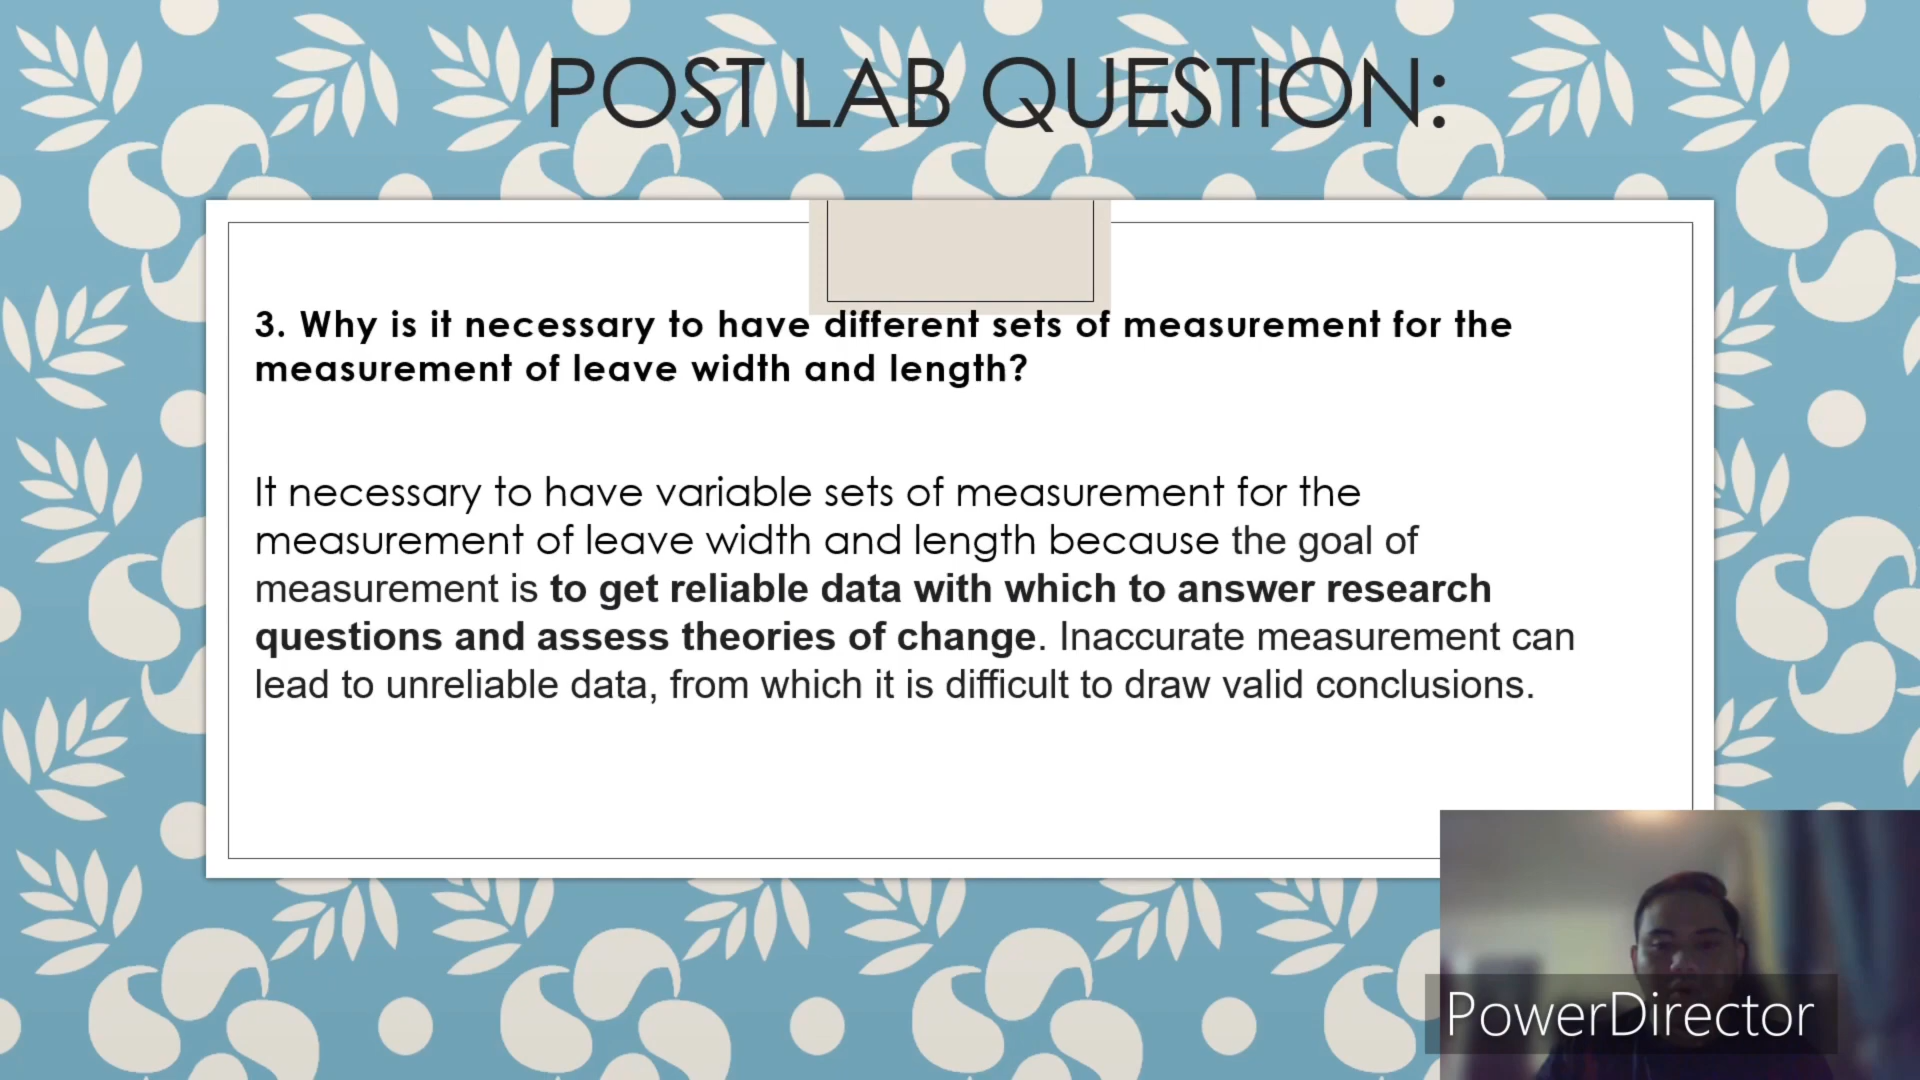 POST LAB QUESTION:
3. Why is it necessary to have different sets of measurement for the
measurement of leave width and length?
It necessary to have variable sets of measurement for the
measurement of leave width and length because the goal of
measurement is to get reliable data with which to answer research
questions and assess theories of change. Inaccurate measurement can
lead to unreliable data, from which it is difficult to draw valid conclusions.
PowerDirector